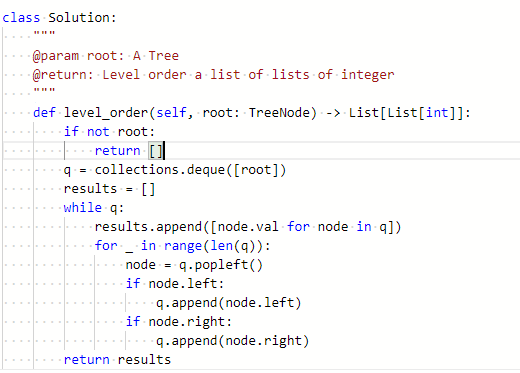 class Solution:
    """
    @param root: A Tree
    @return: Level order a list of lists of integer
    """
    def level_order(self, root: TreeNode) -> List[List[int]]:
        if not root:
            return []
        q = collections.deque([root])
        results = []
        while q:
            results.append([node.val for node in q])
            for _ in range(len(q)):
                node = q.popleft()
                if node.left:
                    q.append(node.left)
                if node.right:
                    q.append(node.right)
        return results